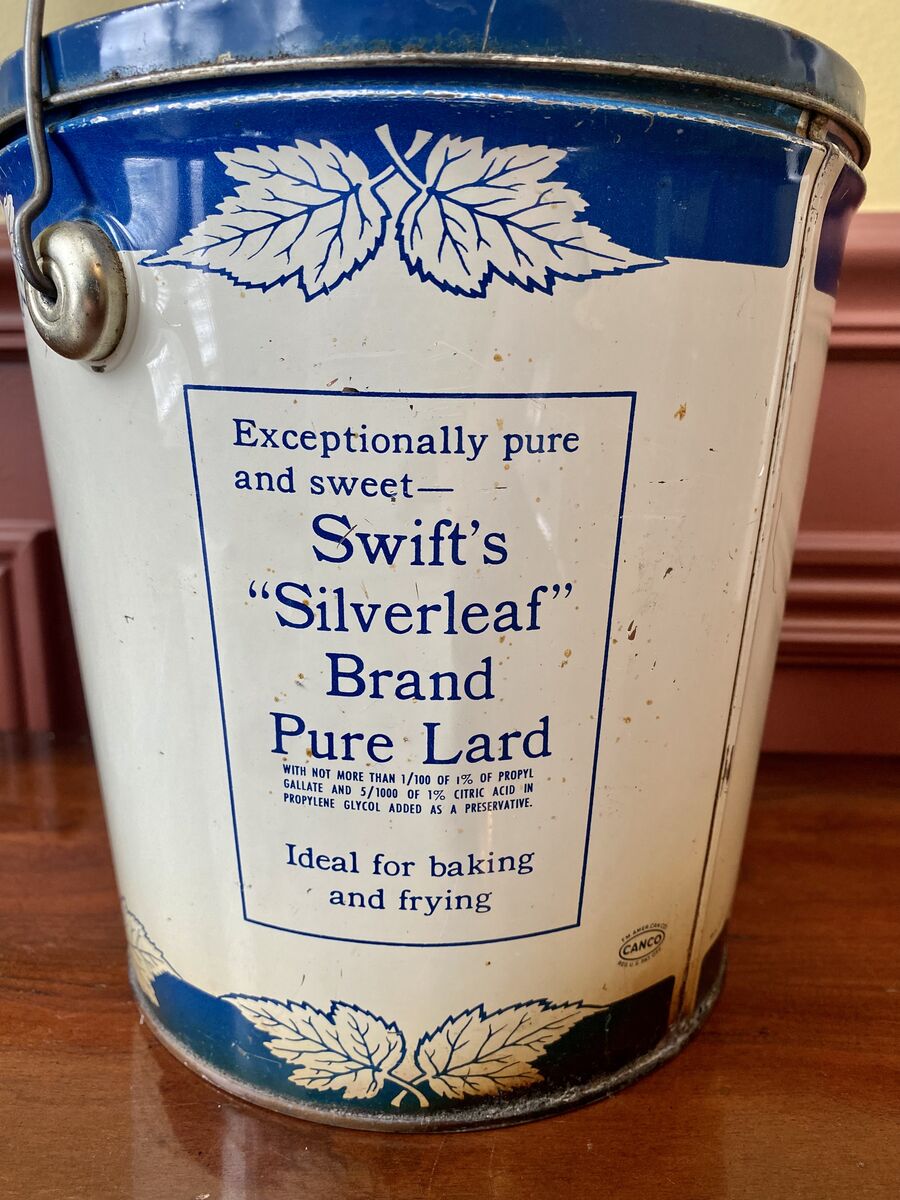 Exceptionally pure
and sweet—
Swift's
“Silverleaf”
Brand
Pure Lard
WITH NOT MORE THAN 1/100 OF 1% OF PROPYL
GALLATE AND 5/1000 OF 1% CITRIC ACID IN
PROPYLENE GLYCOL ADDED AS A PRESERVATIVE.
Ideal for baking
and frying
CANCO